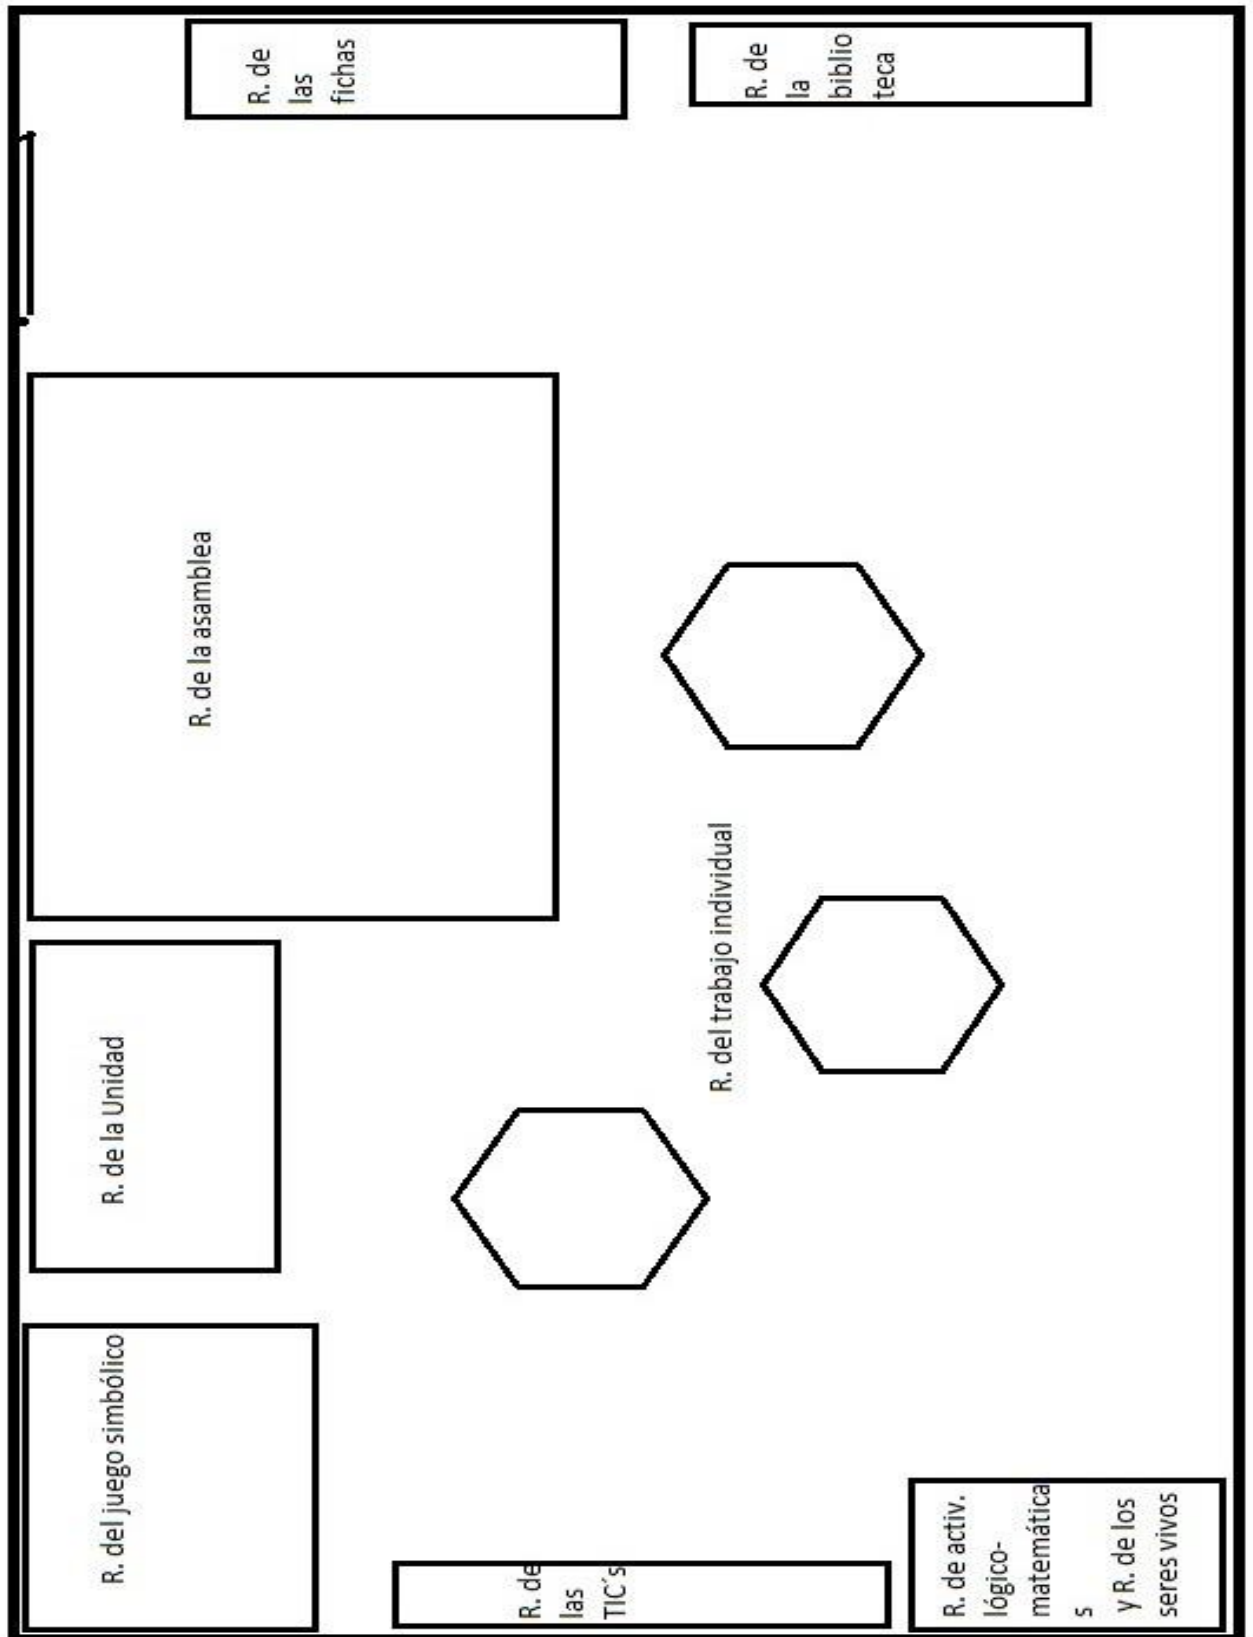 R. del juego simbólico
R. de la Unidad
R. de la asamblea
R. de
las
fichas
R. de
las
TIC´s
R. del trabajo individual
R. de
la
biblio
teca
R. de activ.
lógico-
matemática
s
y R. de los
seres vivos